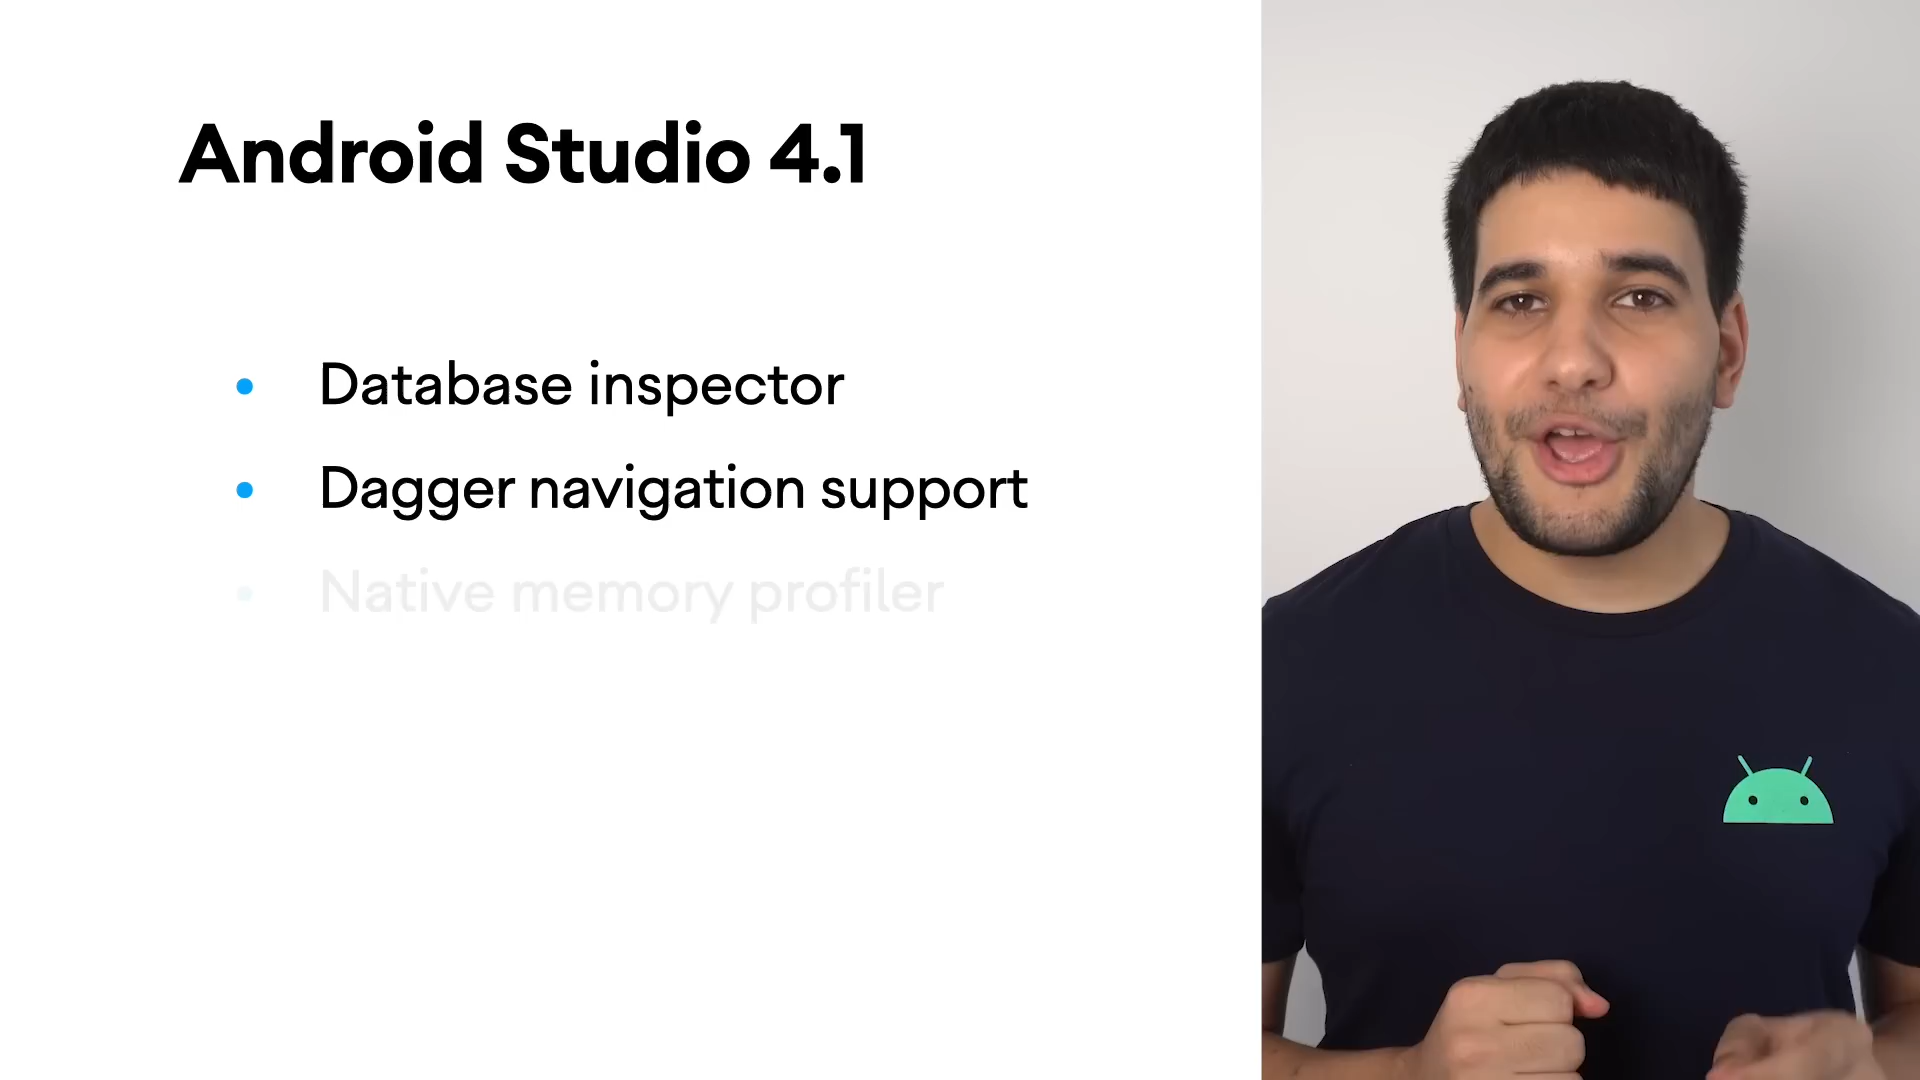 Android Studio 4.1
• Database inspector
• Dagger navigation support
• Native memory profiler